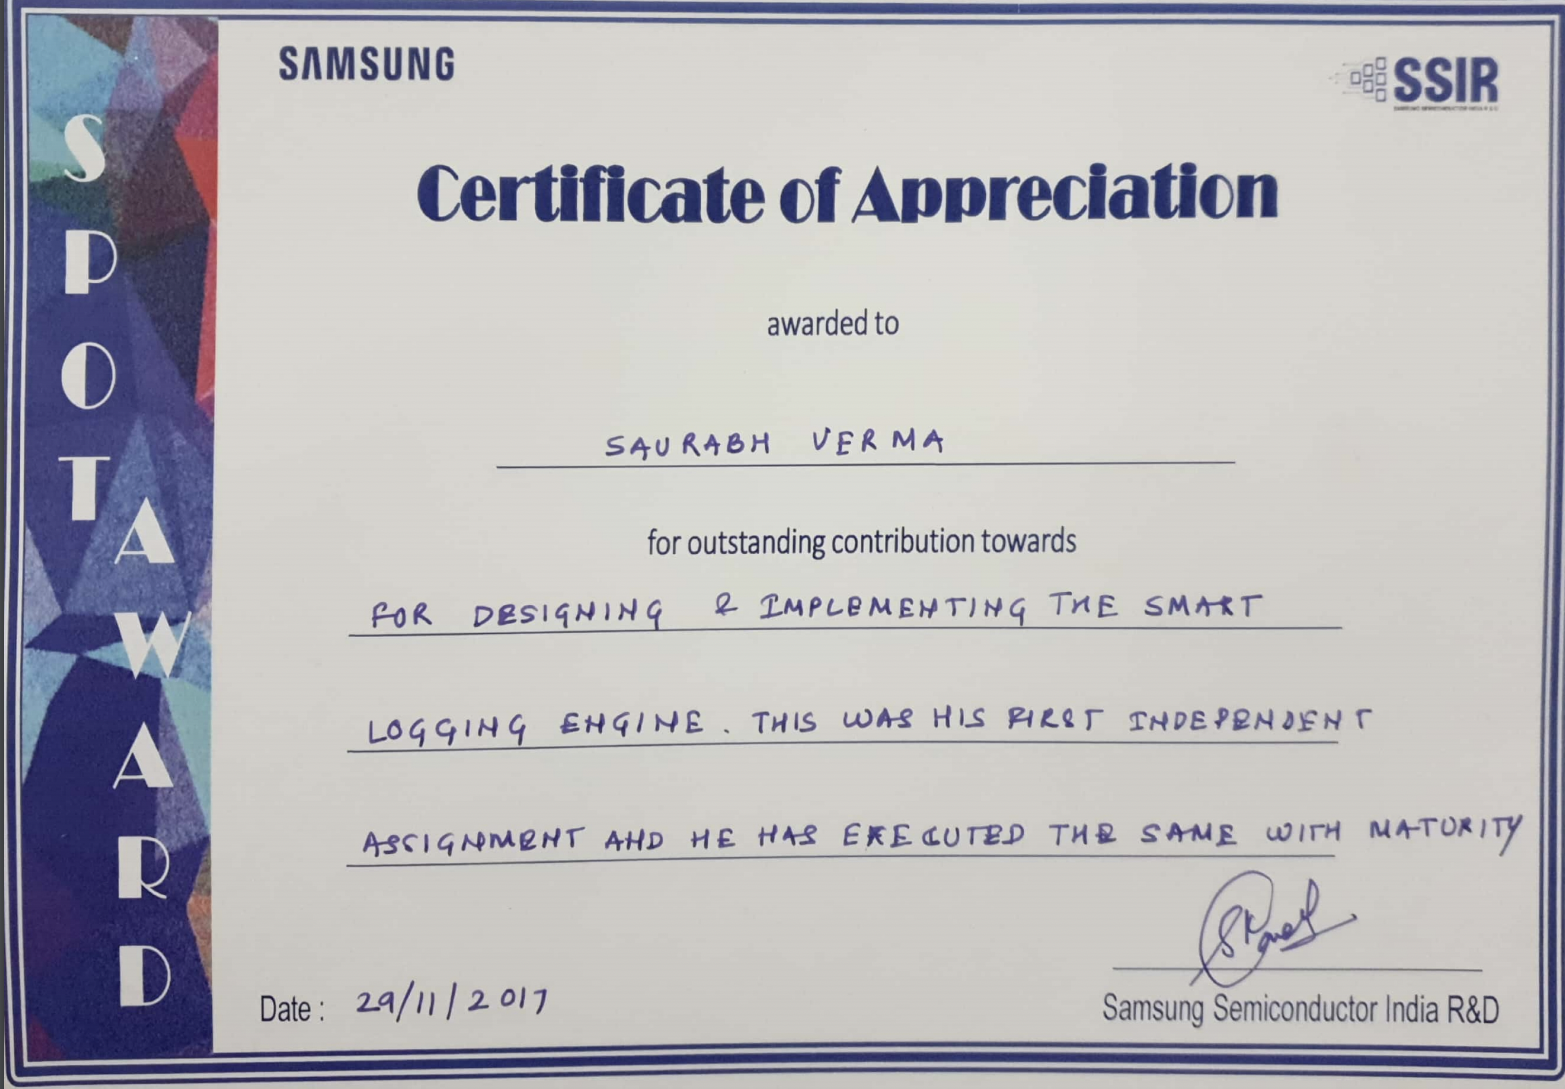 SAMSUNG
SSIR
SPOT AWARD
Certificate of Appreciation
awarded to
SAURABH VERMA
for outstanding contribution towards
FOR DESIGNING & IMPLEMENTING THE SMART
LOGGING ENGINE. THIS WAS HIS FIRST INDEPENDENT
ASSIGNMENT AND HE HAS EXECUTED THE SAME WITH MATURITY
Date : 29/11/2017
Samsung Semiconductor India R&D